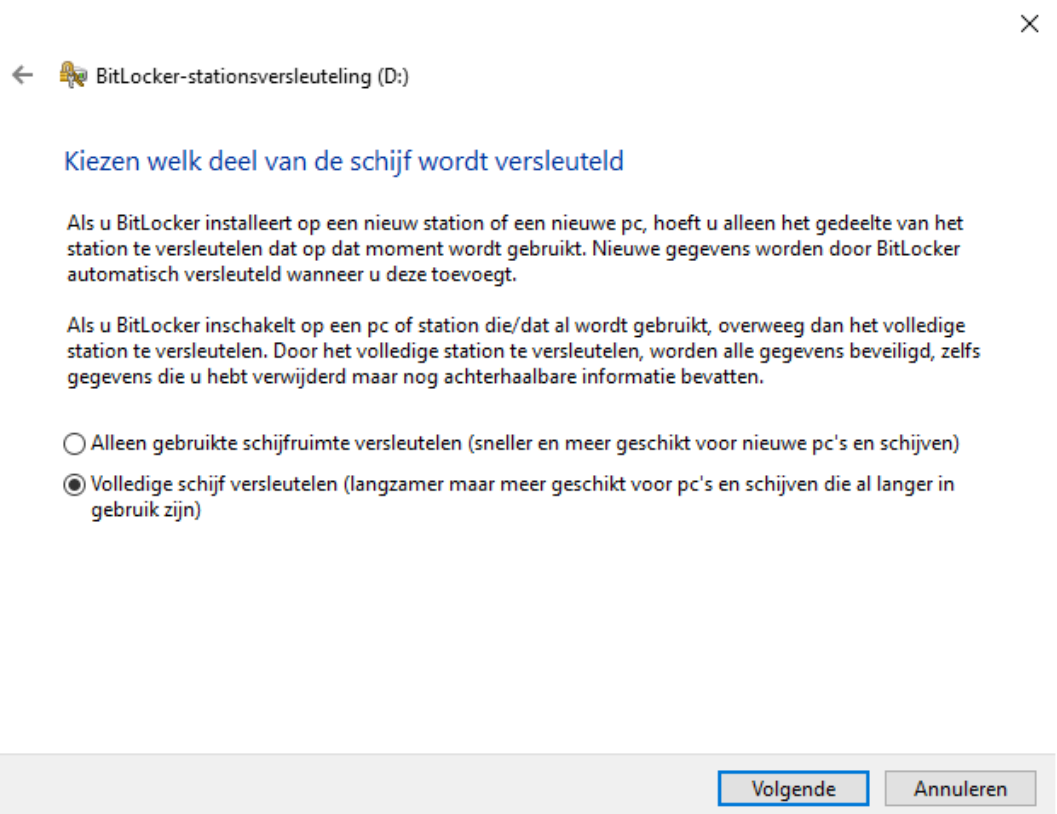 BitLocker-stationsversleuteling (D:)
Kiezen welk deel van de schijf wordt versleuteld
Als u BitLocker installeert op een nieuw station of een nieuwe pc, hoeft u alleen het gedeelte van het
station te versleutelen dat op dat moment wordt gebruikt. Nieuwe gegevens worden door BitLocker
automatisch versleuteld wanneer u deze toevoegt.
Als u BitLocker inschakelt op een pc of station die/dat al wordt gebruikt, overweeg dan het volledige
station te versleutelen. Door het volledige station te versleutelen, worden alle gegevens beveiligd, zelfs
gegevens die u hebt verwijderd maar nog achterhaalbare informatie bevatten.
Alleen gebruikte schijfruimte versleutelen (sneller en meer geschikt voor nieuwe pc's en schijven)
Volledige schijf versleutelen (langzamer maar meer geschikt voor pc's en schijven die al langer in
gebruik zijn)
Volgende
Annuleren